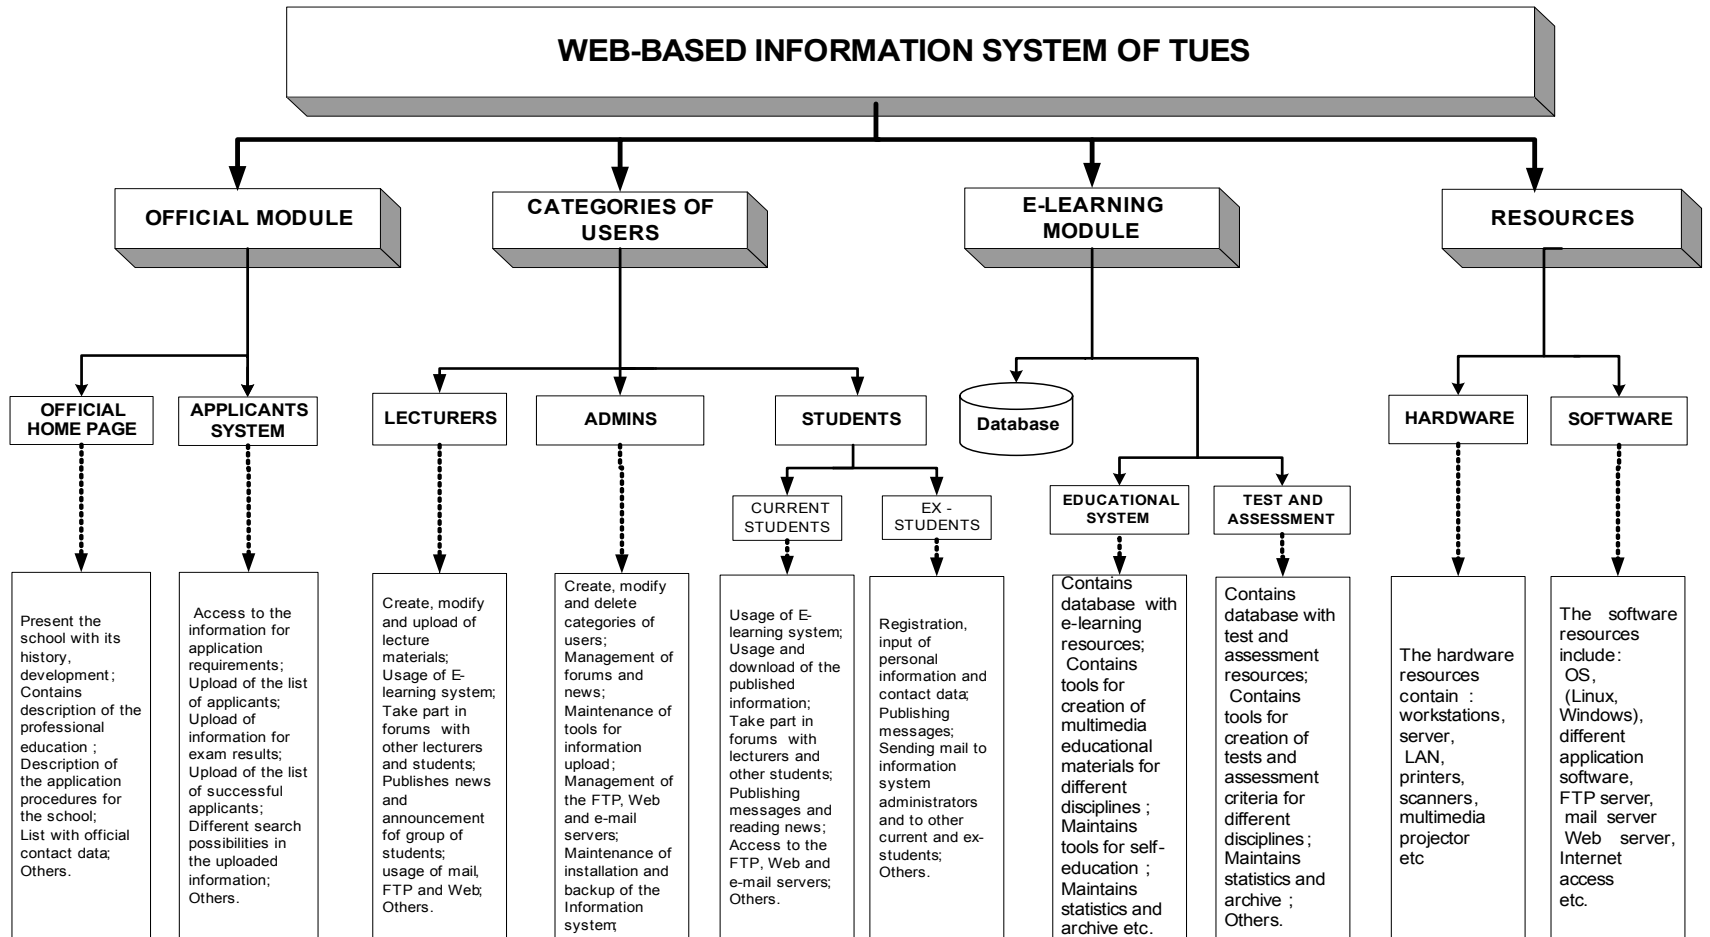 WEB-BASED INFORMATION SYSTEM OF TUES
OFFICIAL MODULE
CATEGORIES OF
USERS
E-LEARNING
MODULE
RESOURCES
OFFICIAL
HOME PAGE
APPLICANTS
SYSTEM
LECTURERS
ADMINS
STUDENTS
Database
HARDWARE
SOFTWARE
CURRENT
STUDENTS
EX -
STUDENTS
EDUCATIONAL
SYSTEM
TEST AND
ASSESSMENT
Present the
school with its
history,
development;
Contains
description of the
professional
education ;
Description of
the application
procedures for
the school;
List with official
contact data;
Others.
Access to the
information for
application
requirements;
Upload of the list
of applicants;
Upload of
information for
exam results;
Upload of the list
of successful
applicants;
Different search
possibilities in
the uploaded
information;
Others.
Create, modify
and upload of
lecture
materials;
Usage of E-
learning system;
Take part in
forums with
other lecturers
and students;
Publishes news
and
announcement
fof group of
students;
usage of mail,
FTP and Web;
Others.
Create, modify
and delete
categories of
users;
Management of
forums and
news;
Maintenance of
tools for
information
upload;
Management of
the FTP, Web
and e-mail
servers;
Maintenance of
installation and
backup of the
Information
system;
Usage of E-
learning system;
Usage and
download of the
published
information;
Take part in
forums with
lecturers and
other students;
Publishing
messages and
reading news;
Access to the
FTP, Web and
e-mail servers;
Others.
Registration,
input of
personal
information and
contact data;
Publishing
messages;
Sending mail to
information
system
administrators
and to other
current and ex-
students;
Others.
Contains
database with
e-learning
resources;
Contains
tools for
creation of
multimedia
educational
materials for
different
disciplines ;
Maintains
tools for self-
education ;
Maintains
statistics and
archive etc.
Contains
database with
test and
assessment
resources;
Contains
tools for
creation of
tests and
assessment
criteria for
different
disciplines ;
Maintains
statistics and
archive ;
Others.
The hardware
resources
contain :
workstations,
server,
LAN,
printers,
scanners,
multimedia
projector
etc
The software
resources
include:
OS,
(Linux,
Windows),
different
application
software,
FTP server,
mail server
Web server,
Internet
access
etc.